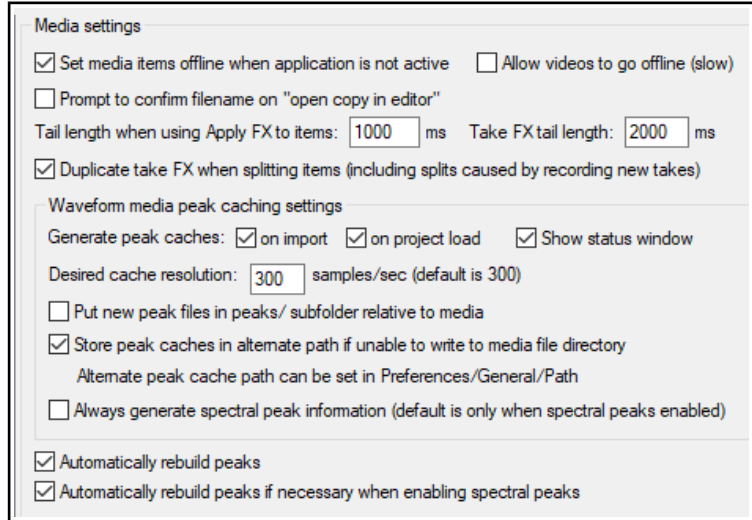 Media settings
Set media items offline when application is not active Allow videos to go offline (slow)
Prompt to confirm filename on "open copy in editor"
Tail length when using Apply FX to items: 1000 ms Take FX tail length: 2000 ms
Duplicate take FX when splitting items (including splits caused by recording new takes)
Waveform media peak caching settings
Generate peak caches: on import on project load Show status window
Desired cache resolution: 300 samples/sec (default is 300)
Put new peak files in peaks/ subfolder relative to media
Store peak caches in alternate path if unable to write to media file directory
Alternate peak cache path can be set in Preferences/General/Path
Always generate spectral peak information (default is only when spectral peaks enabled)
Automatically rebuild peaks
Automatically rebuild peaks if necessary when enabling spectral peaks